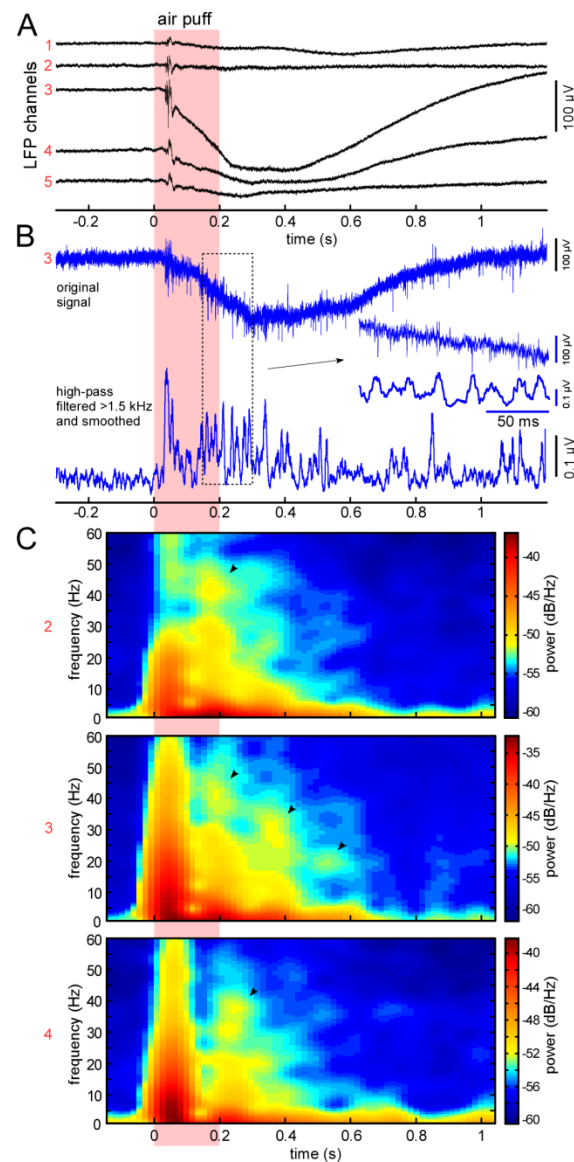 A
air puff
LFP channels
1
2
3
4
5
100 µV
-0.2 0 0.2 0.4 0.6 0.8 1
time (s)
B
3
original
signal
100 µV
100 µV
high-pass
filtered >1.5 kHz
and smoothed
0.1 µV
50 ms
0.1 µV
-0.2 0 0.2 0.4 0.6 0.8 1
time (s)
C
2
frequency (Hz)
60
50
40
30
20
10
0
-40
-45
-50
-55
-60
power (dB/Hz)
3
frequency (Hz)
60
50
40
30
20
10
0
-35
-40
-45
-50
-55
-60
power (dB/Hz)
4
frequency (Hz)
60
50
40
30
20
10
0
-40
-44
-48
-52
-56
-60
power (dB/Hz)
0 0.2 0.4 0.6 0.8 1
time (s)